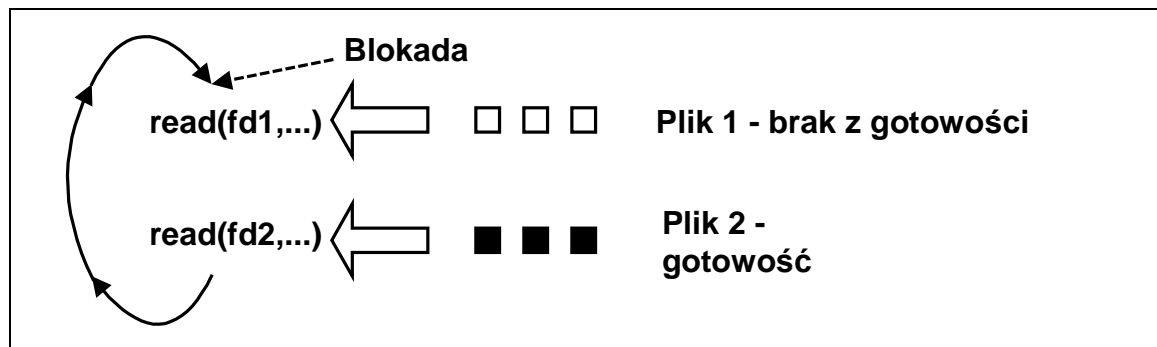 Blokada
read(fd1,...)
Plik 1 - brak z gotowości
read(fd2,...)
Plik 2 -
gotowość